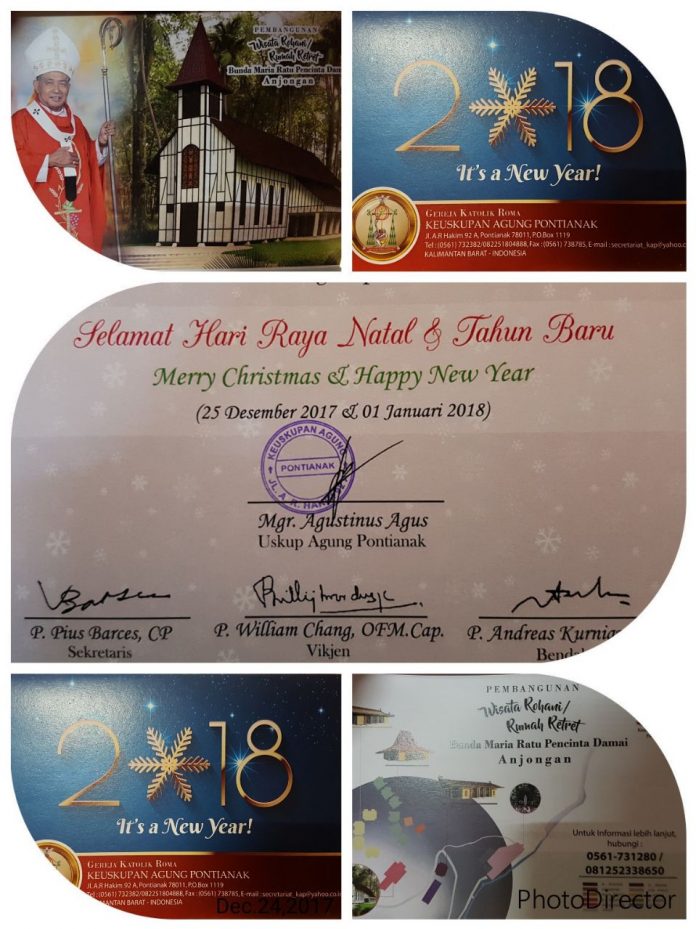 PEMBANGUNAN
Wisata Rohani/
Rumah Retret
Bunda Maria Ratu Pencinta Damai
Anjongan
2018
It's a New Year!
GEREJA KATOLIK ROMA
KEUSKUPAN AGUNG PONTIANAK
Jl. A.R Hakim 92 A, Pontianak 78011, P.O.Box 1119
Tel : (0561) 732382/082251804888, Fax : (0561) 738785, E-mail : secretariat_kap@yahoo.co
KALIMANTAN BARAT - INDONESIA
Selamat Hari Raya Natal & Tahun Baru
Merry Christmas & Happy New Year
(25 Desember 2017 & 01 Januari 2018)
KEUSKUPAN AGUNG
PONTIANAK
JL. A. R. HAKIM
Mgr. Agustinus Agus
Uskup Agung Pontianak
P. Pius Barces, CP
Sekretaris
P. William Chang, OFM.Cap.
Vikjen
P. Andreas
2018
It's a New Year!
GEREJA KATOLIK ROMA
KEUSKUPAN AGUNG PONTIANAK
Jl. A.R Hakim 92 A, Pontianak 78011, P.O.Box 1119
(0561) 732382/082251804888, Fax : (0561) 738785, E-mail : secretariat_kap@yahoo.co
KALIMANTAN BARAT - INDONESIA
Dec.24,2017
PEMBANGUNAN
Wisata Rohani/
Rumah Retret
Bunda Maria Ratu Pencinta Damai
Anjongan
Untuk Informasi lebih lanjut,
hubungi :
0561-731280 /
081252338650
PhotoDirector